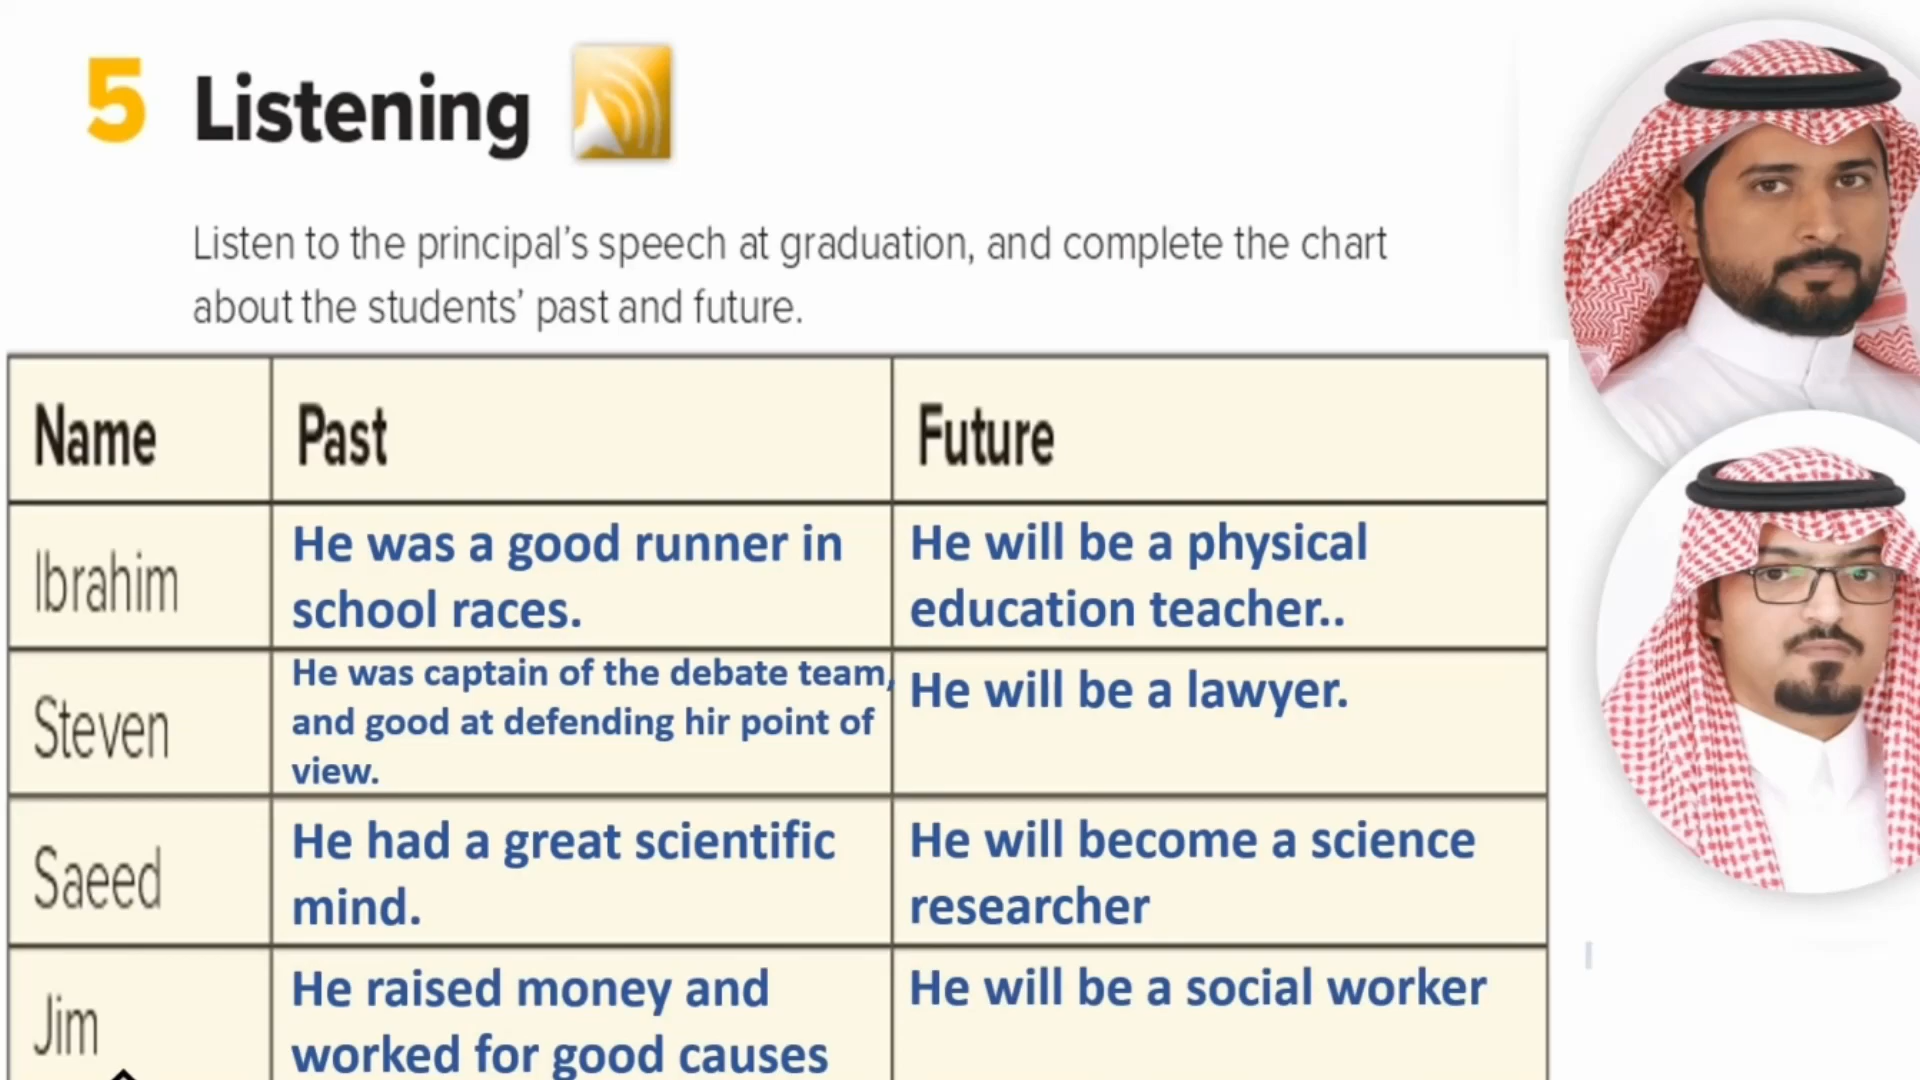 5 Listening
Listen to the principal's speech at graduation, and complete the chart
about the students' past and future.
Name Past Future
Ibrahim
He was a good runner in
school races.
He will be a physical
education teacher..
Steven
He was captain of the debate team,
and good at defending hir point of
view.
He will be a lawyer.
Saeed
He had a great scientific
mind.
He will become a science
researcher
Jim
He raised money and
worked for good causes
He will be a social worker